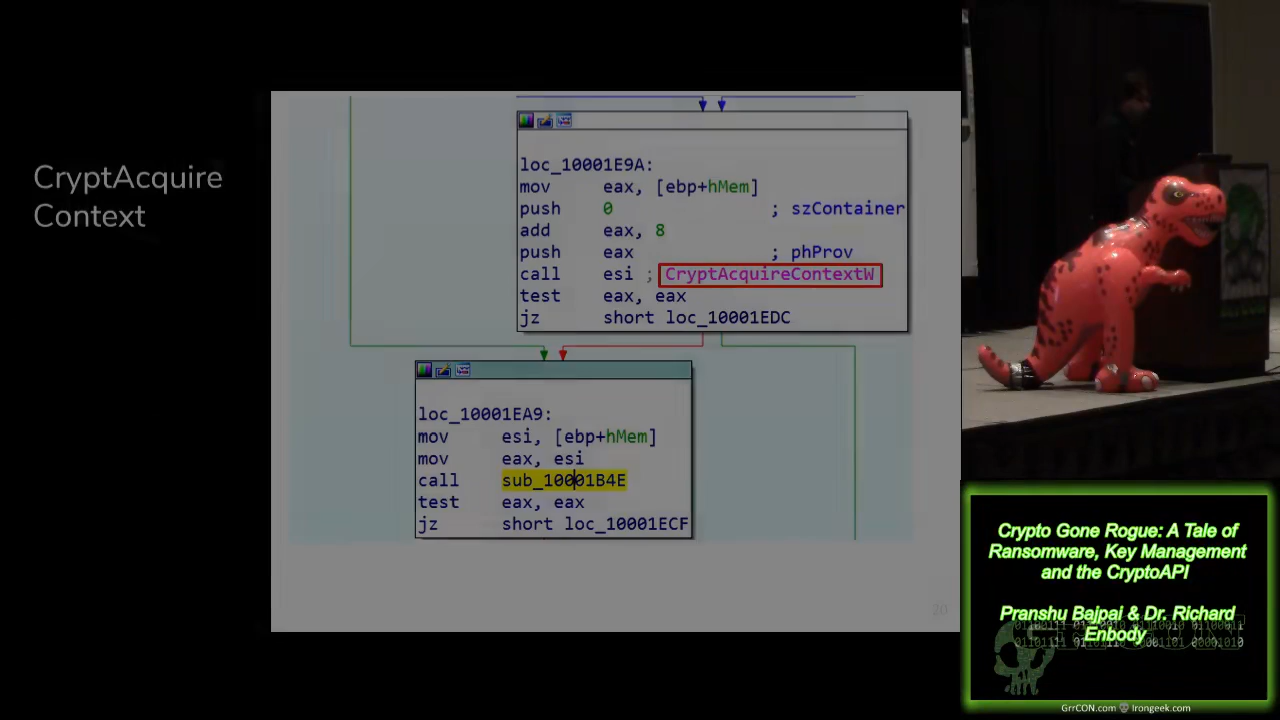 CryptAcquire
Context
loc_10001E9A:
mov eax, [ebp+hMem]
push 0 ; szContainer
add eax, 8
push eax ; phProv
call esi ; CryptAcquireContextW
test eax, eax
jz short loc_10001EDC
loc_10001EA9:
mov esi, [ebp+hMem]
mov eax, esi
call sub_10001B4E
test eax, eax
jz short loc_10001ECF
20
Crypto Gone Rogue: A Tale of
Ransomware, Key Management
and the CryptoAPI
Pranshu Bajpai & Dr. Richard
Enbody
GrrCON.com Irongeek.com